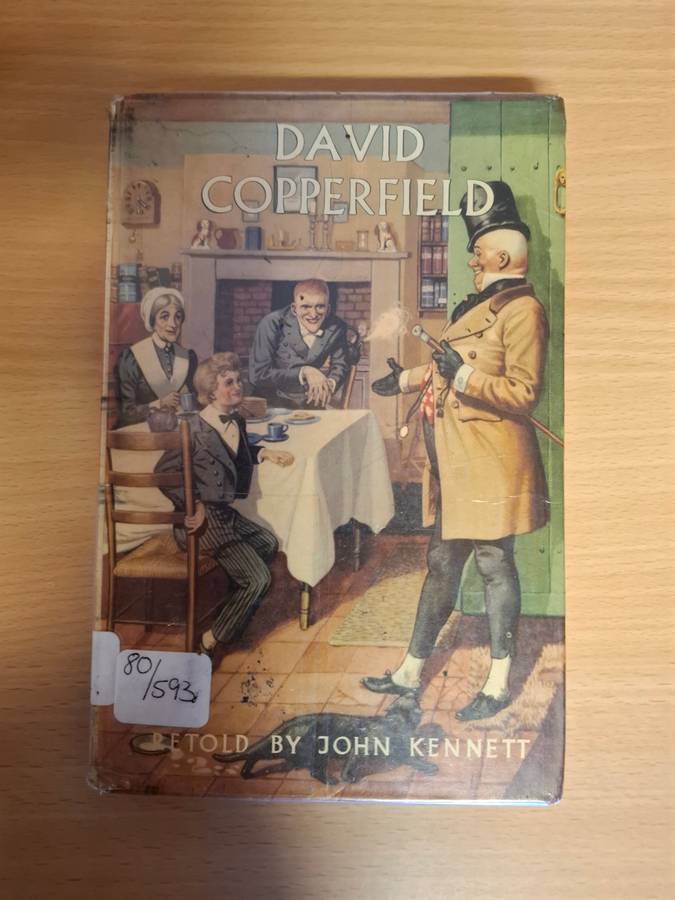 DAVID
COPPERFIELD
80/593
RETOLD BY JOHN KENNETT